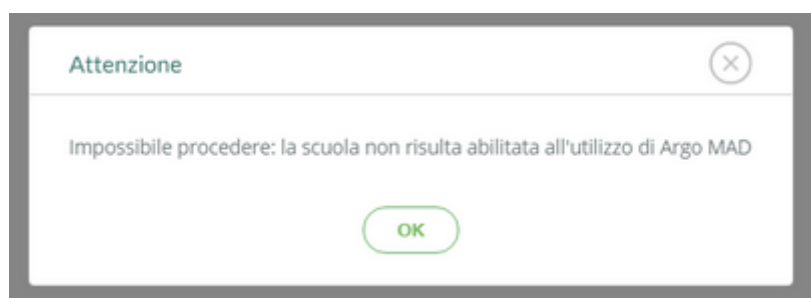 Attenzione
Impossibile procedere: la scuola non risulta abilitata all'utilizzo di Argo MAD
OK